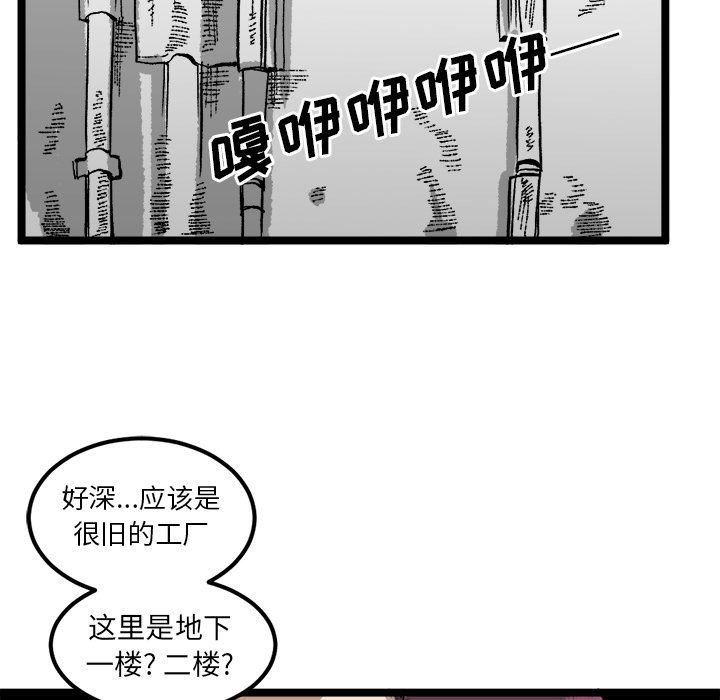 嘎咿咿咿咿
好深...应该是
很旧的工厂
这里是地下
一楼? 二楼?